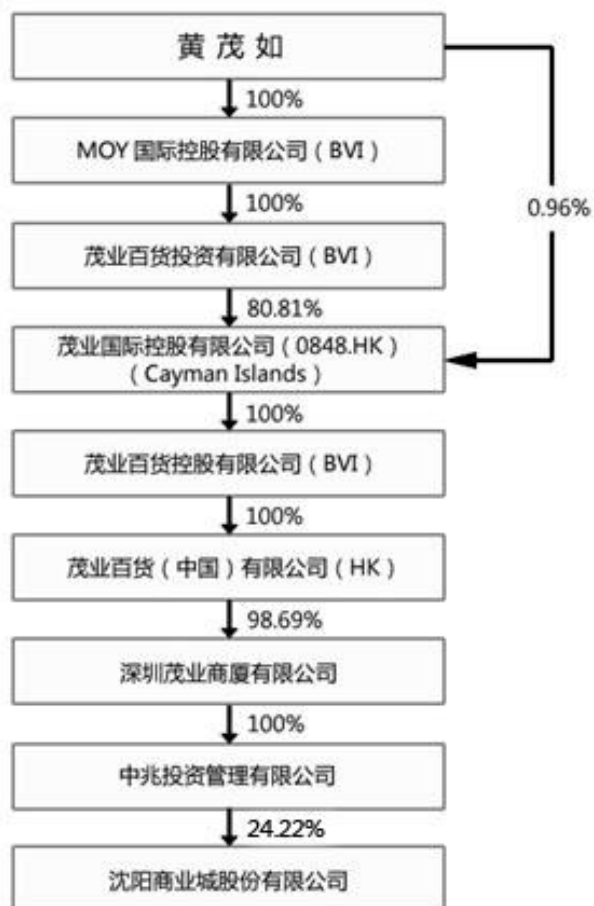 黄茂如
100%
MOY 国际控股有限公司（BVI）
100%
0.96%
茂业百货投资有限公司（BVI）
80.81%
茂业国际控股有限公司（0848.HK）
（Cayman Islands）
100%
茂业百货控股有限公司（BVI）
100%
茂业百货（中国）有限公司（HK）
98.69%
深圳茂业商厦有限公司
100%
中兆投资管理有限公司
24.22%
沈阳商业城股份有限公司